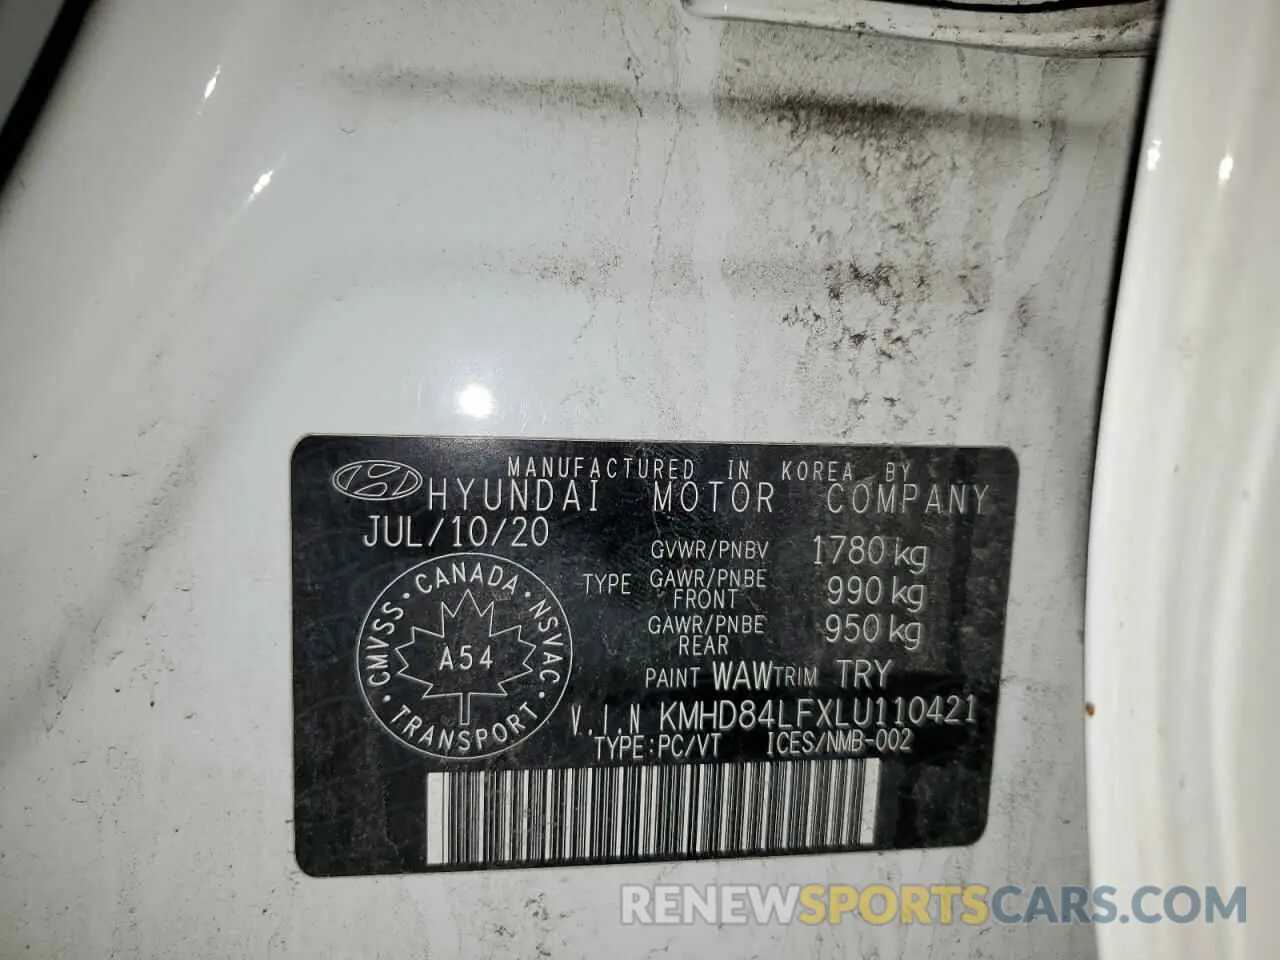 MANUFACTURED IN KOREA BY
HYUNDAI MOTOR COMPANY
JUL/10/20
GVWR/PNBV 1780 kg
TYPE GAWR/PNBE FRONT 990 kg
GAWR/PNBE REAR 950 kg
PAINT WAW TRIM TRY
CMVSS · CANADA · NSVAC · TRANSPORT ·
A54
V.I.N KMHD84LFXLU110421
TYPE:PC/VT ICES/NMB-002
RENEWSPORTSCARS.COM